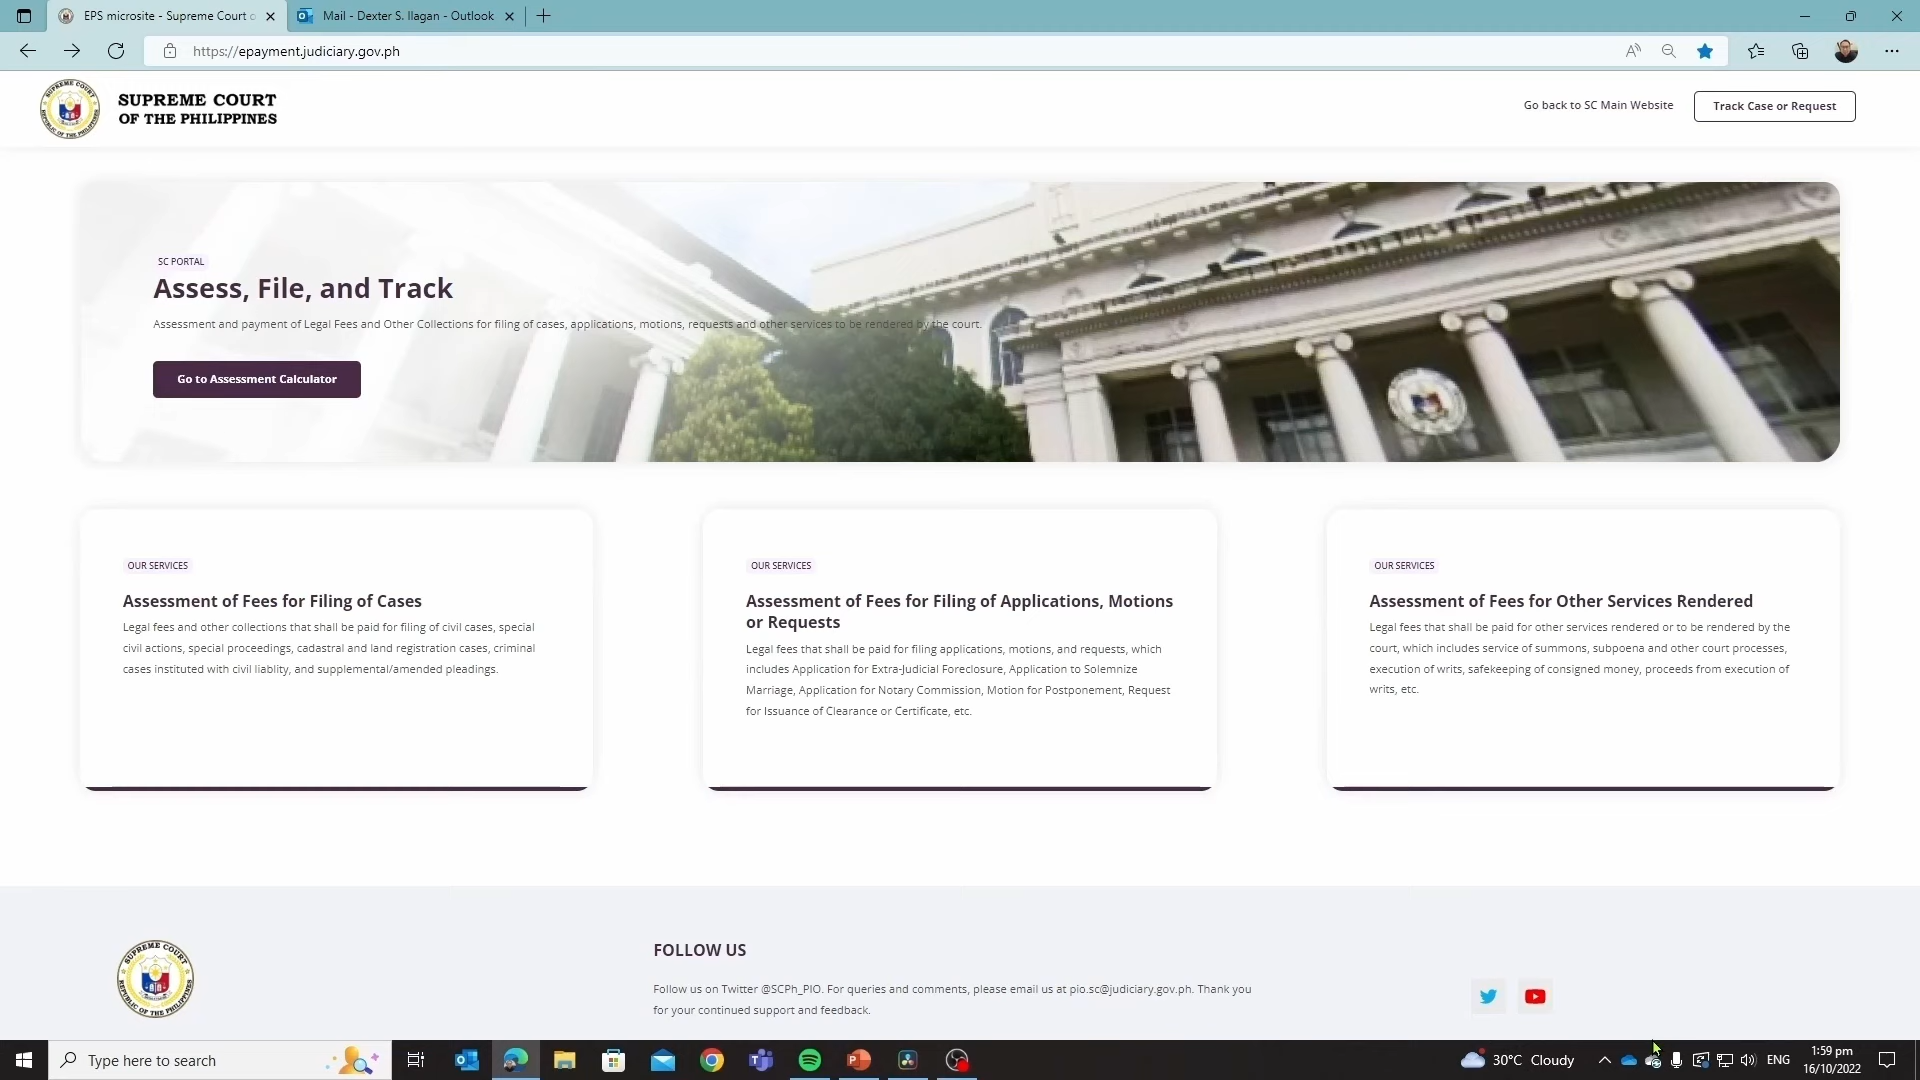 EPS microsite - Supreme Court o
Mail - Dexter S. Ilagan - Outlook
https://epayment.judiciary.gov.ph
SUPREME COURT
OF THE PHILIPPINES
Go back to SC Main Website
Track Case or Request
SC PORTAL
Assess, File, and Track
Assessment and payment of Legal Fees and Other Collections for filing of cases, applications, motions, requests and other services to be rendered by the court.
Go to Assessment Calculator
OUR SERVICES
Assessment of Fees for Filing of Cases
Legal fees and other collections that shall be paid for filing of civil cases, special
civil actions, special proceedings, cadastral and land registration cases, criminal
cases instituted with civil liablity, and supplemental/amended pleadings.
OUR SERVICES
Assessment of Fees for Filing of Applications, Motions
or Requests
Legal fees that shall be paid for filing applications, motions, and requests, which
includes Application for Extra-Judicial Foreclosure, Application to Solemnize
Marriage, Application for Notary Commission, Motion for Postponement, Request
for Issuance of Clearance or Certificate, etc.
OUR SERVICES
Assessment of Fees for Other Services Rendered
Legal fees that shall be paid for other services rendered or to be rendered by the
court, which includes service of summons, subpoena and other court processes,
execution of writs, safekeeping of consigned money, proceeds from execution of
writs, etc.
SUPREME COURT
REPUBLIC OF THE PHILIPPINES
FOLLOW US
Follow us on Twitter @SCPh_PIO. For queries and comments, please email us at pio.sc@judiciary.gov.ph. Thank you
for your continued support and feedback.
Type here to search
30°C Cloudy
ENG
1:59 pm
16/10/2022